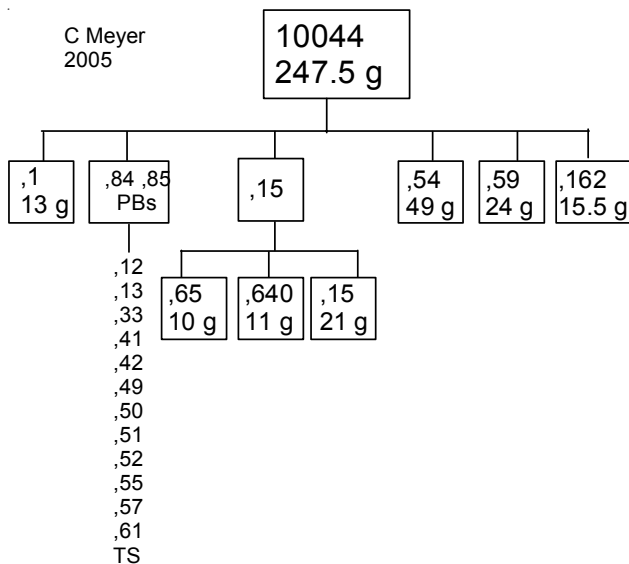 C Meyer
2005
10044
247.5 g
,1
13 g
,84 ,85
PBs
,15
,54
49 g
,59
24 g
,162
15.5 g
,12
,13
,33
,41
,42
,49
,50
,51
,52
,55
,57
,61
TS
,65
10 g
,640
11 g
,15
21 g